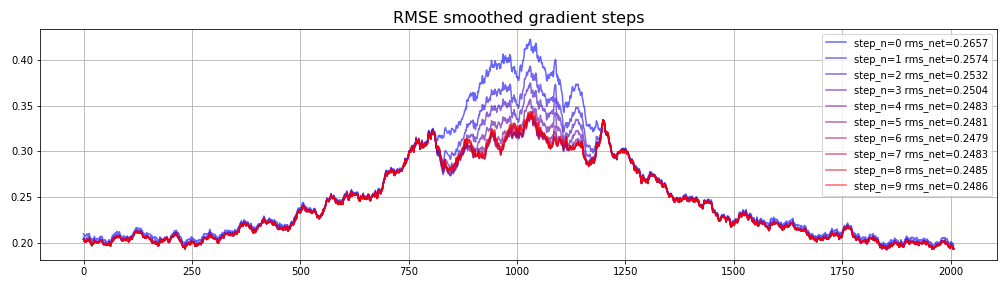 RMSE smoothed gradient steps
0.40
0.35
0.30
0.25
0.20
0
250
500
750
1000
1250
1500
1750
2000
step_n=0 rms_net=0.2657
step_n=1 rms_net=0.2574
step_n=2 rms_net=0.2532
step_n=3 rms_net=0.2504
step_n=4 rms_net=0.2483
step_n=5 rms_net=0.2481
step_n=6 rms_net=0.2479
step_n=7 rms_net=0.2483
step_n=8 rms_net=0.2485
step_n=9 rms_net=0.2486